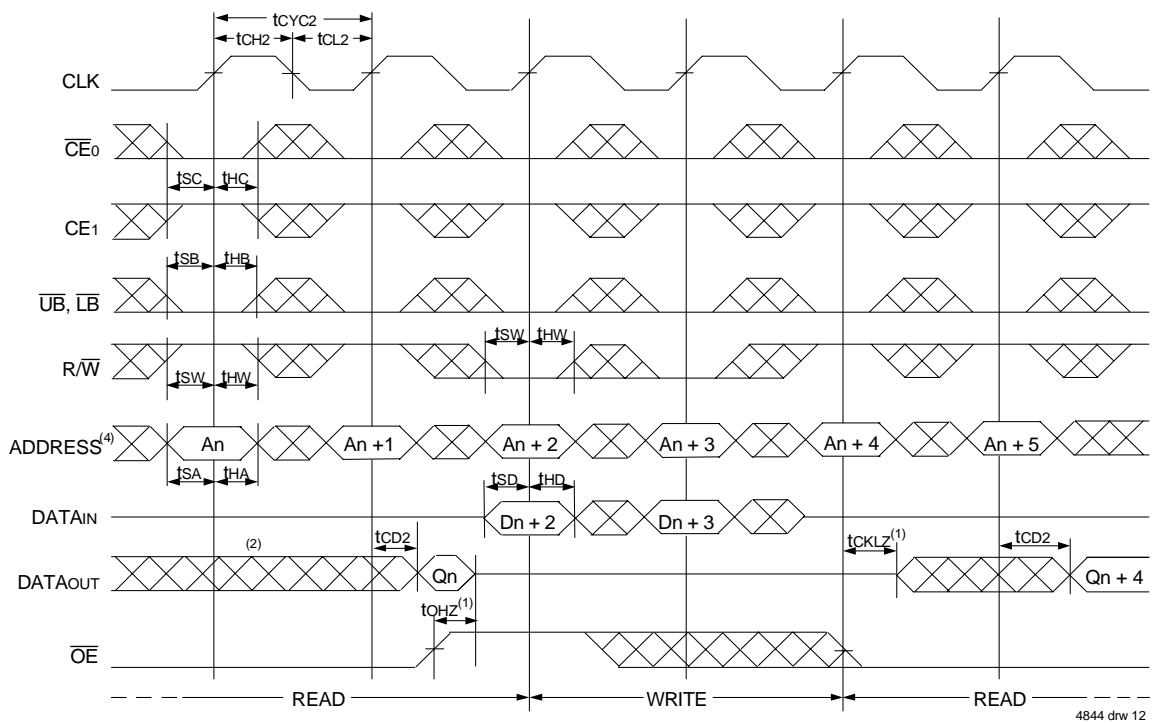 tCYC2
tCH2 tCL2
CLK
CE0
tSC tHC
CE1
tSB tHB
UB, LB
tSW tHW
R/W
tSW tHW
ADDRESS(4) An An +1 An + 2 An + 3 An + 4 An + 5
tSA tHA tSD tHD
DATAIN Dn + 2 Dn + 3
(2) tCD2 tCKLZ(1) tCD2
DATAOUT Qn Qn + 4
tOHZ(1)
OE
READ WRITE READ
4844 drw 12